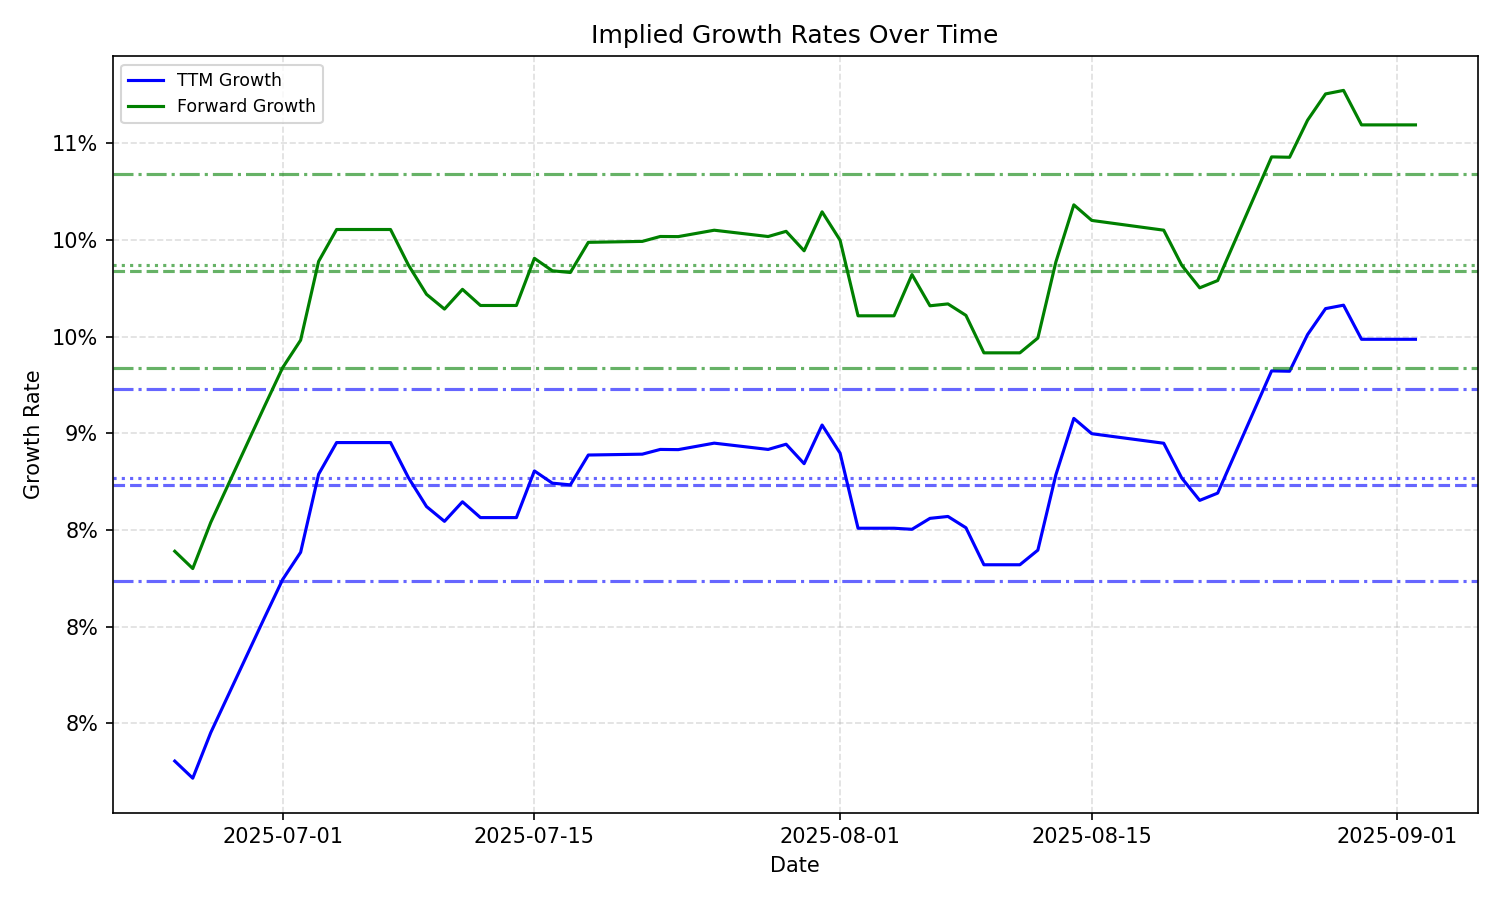 Implied Growth Rates Over Time
TTM Growth
Forward Growth
11%
10%
10%
9%
8%
8%
8%
Growth Rate
2025-07-01
2025-07-15
2025-08-01
2025-08-15
2025-09-01
Date